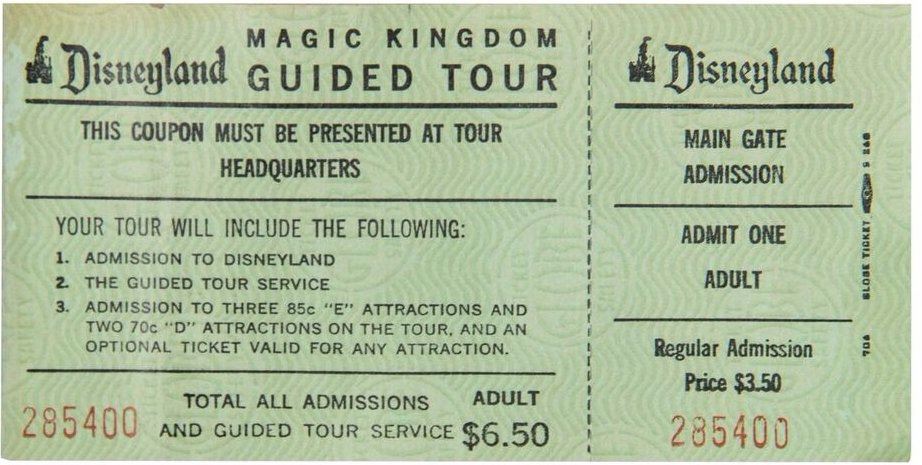 Disneyland
MAGIC KINGDOM
GUIDED TOUR
THIS COUPON MUST BE PRESENTED AT TOUR
HEADQUARTERS
YOUR TOUR WILL INCLUDE THE FOLLOWING:
1. ADMISSION TO DISNEYLAND
2. THE GUIDED TOUR SERVICE
3. ADMISSION TO THREE 85c "E" ATTRACTIONS AND
TWO 70c "D" ATTRACTIONS ON THE TOUR, AND AN
OPTIONAL TICKET VALID FOR ANY ATTRACTION.
285400
TOTAL ALL ADMISSIONS
AND GUIDED TOUR SERVICE
ADULT
$6.50
Disneyland
MAIN GATE
ADMISSION
ADMIT ONE
ADULT
Regular Admission
Price $3.50
285400
GLOBE TICKET